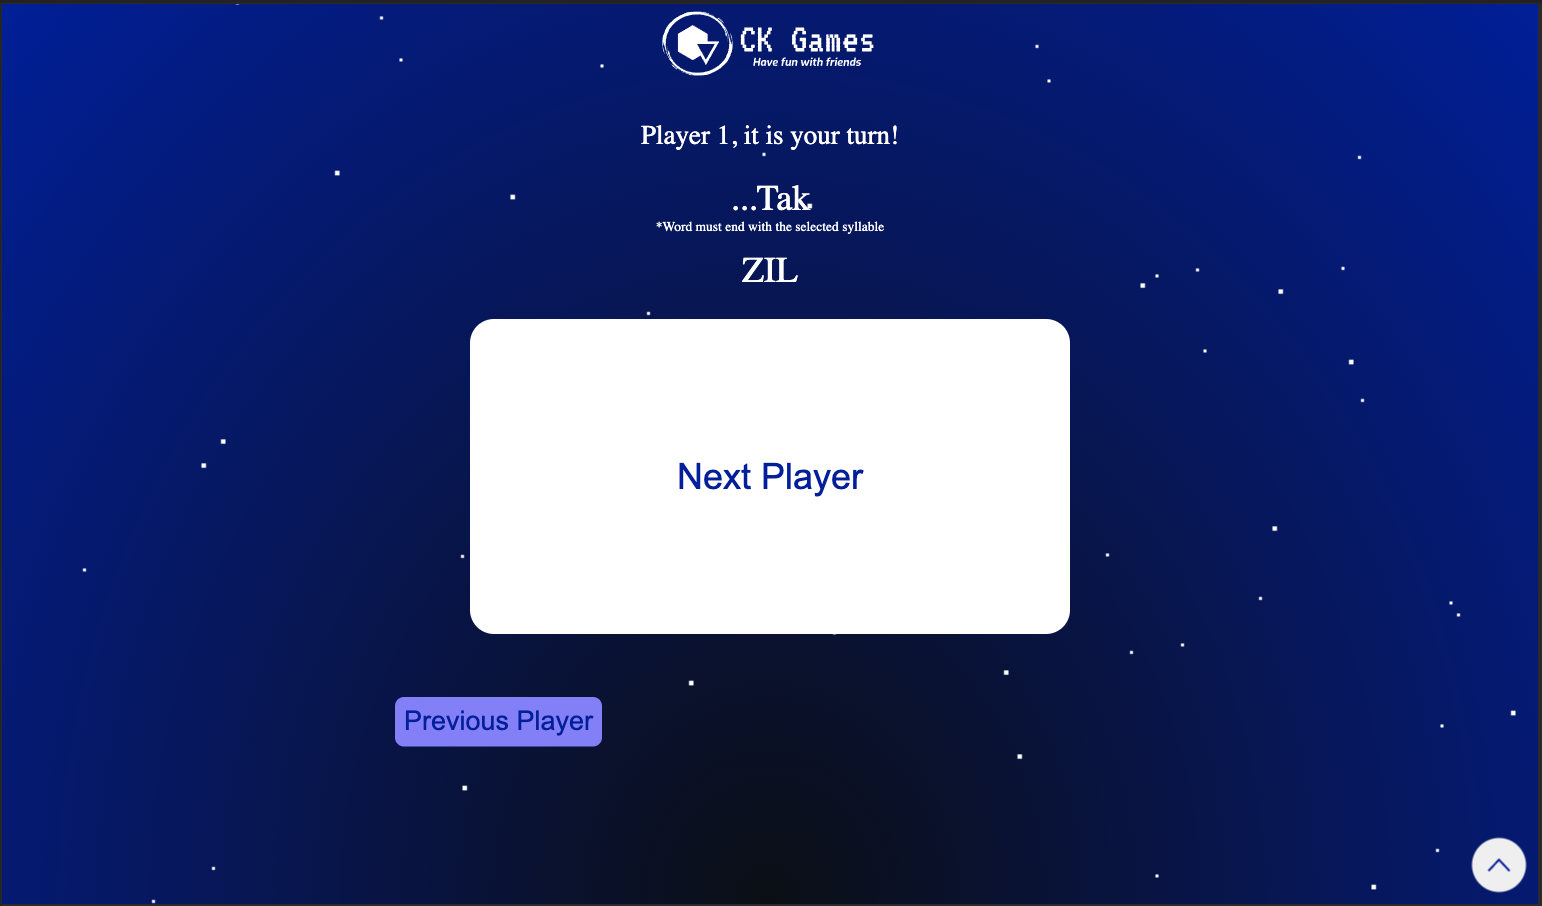 CK Games
Have fun with friends
Player 1, it is your turn!
...Tak
*Word must end with the selected syllable
ZIL
Next Player
Previous Player